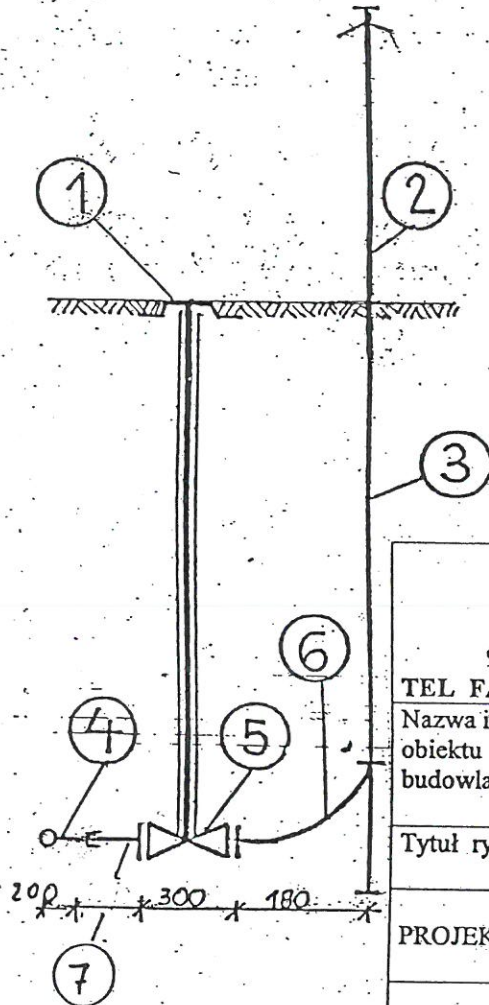 1
2
3
4
5
6
200 300 180
7
TEL FA
Nazwa i
obiektu
budowla
Tytuł ry
PROJEK